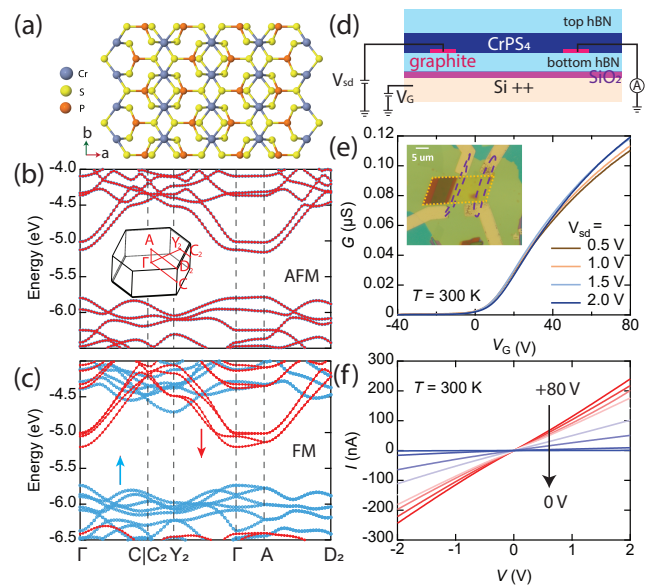 (a)
Cr
S
P
b
a
(d)
top hBN
CrPS₄
graphite
bottom hBN
SiO₂
Si ++
V_sd
V_G
A
(b)
Energy (eV)
-4.0
-4.5
-5.0
-5.5
-6.0
A
Y₂
C₂
Γ
D₂
C
AFM
(c)
Energy (eV)
-4.5
-5.0
-5.5
-6.0
-6.5
FM
Γ
C|C₂
Y₂
Γ
A
D₂
(e)
G (µS)
0.12
0.10
0.08
0.06
0.04
0.02
0
5 um
V_sd =
0.5 V
1.0 V
1.5 V
2.0 V
T = 300 K
-40
0
40
80
V_G (V)
(f)
I (nA)
300
200
100
0
-100
-200
-300
T = 300 K
+80 V
0 V
-2
-1
0
1
2
V (V)